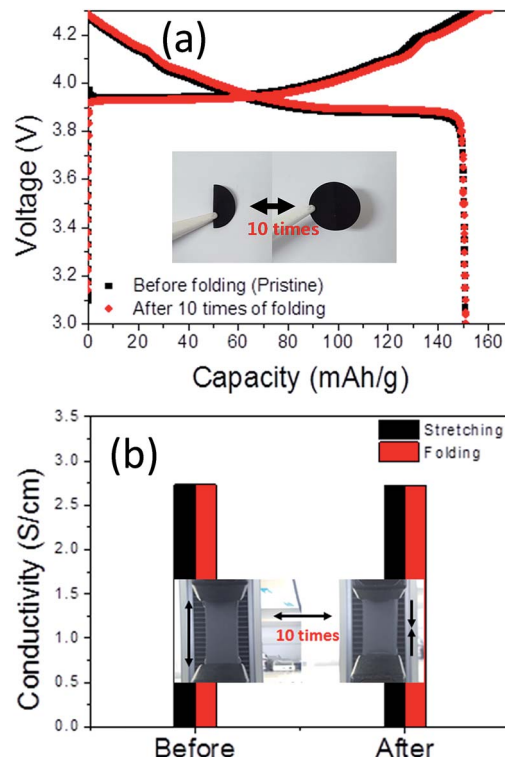 (a)
4.2
4.0
3.8
3.6
3.4
3.2
3.0
Voltage (V)
10 times
Before folding (Pristine)
After 10 times of folding
0 20 40 60 80 100 120 140 160
Capacity (mAh/g)
(b)
Stretching
Folding
3.5
3.0
2.5
2.0
1.5
1.0
0.5
0.0
Conductivity (S/cm)
10 times
Before After